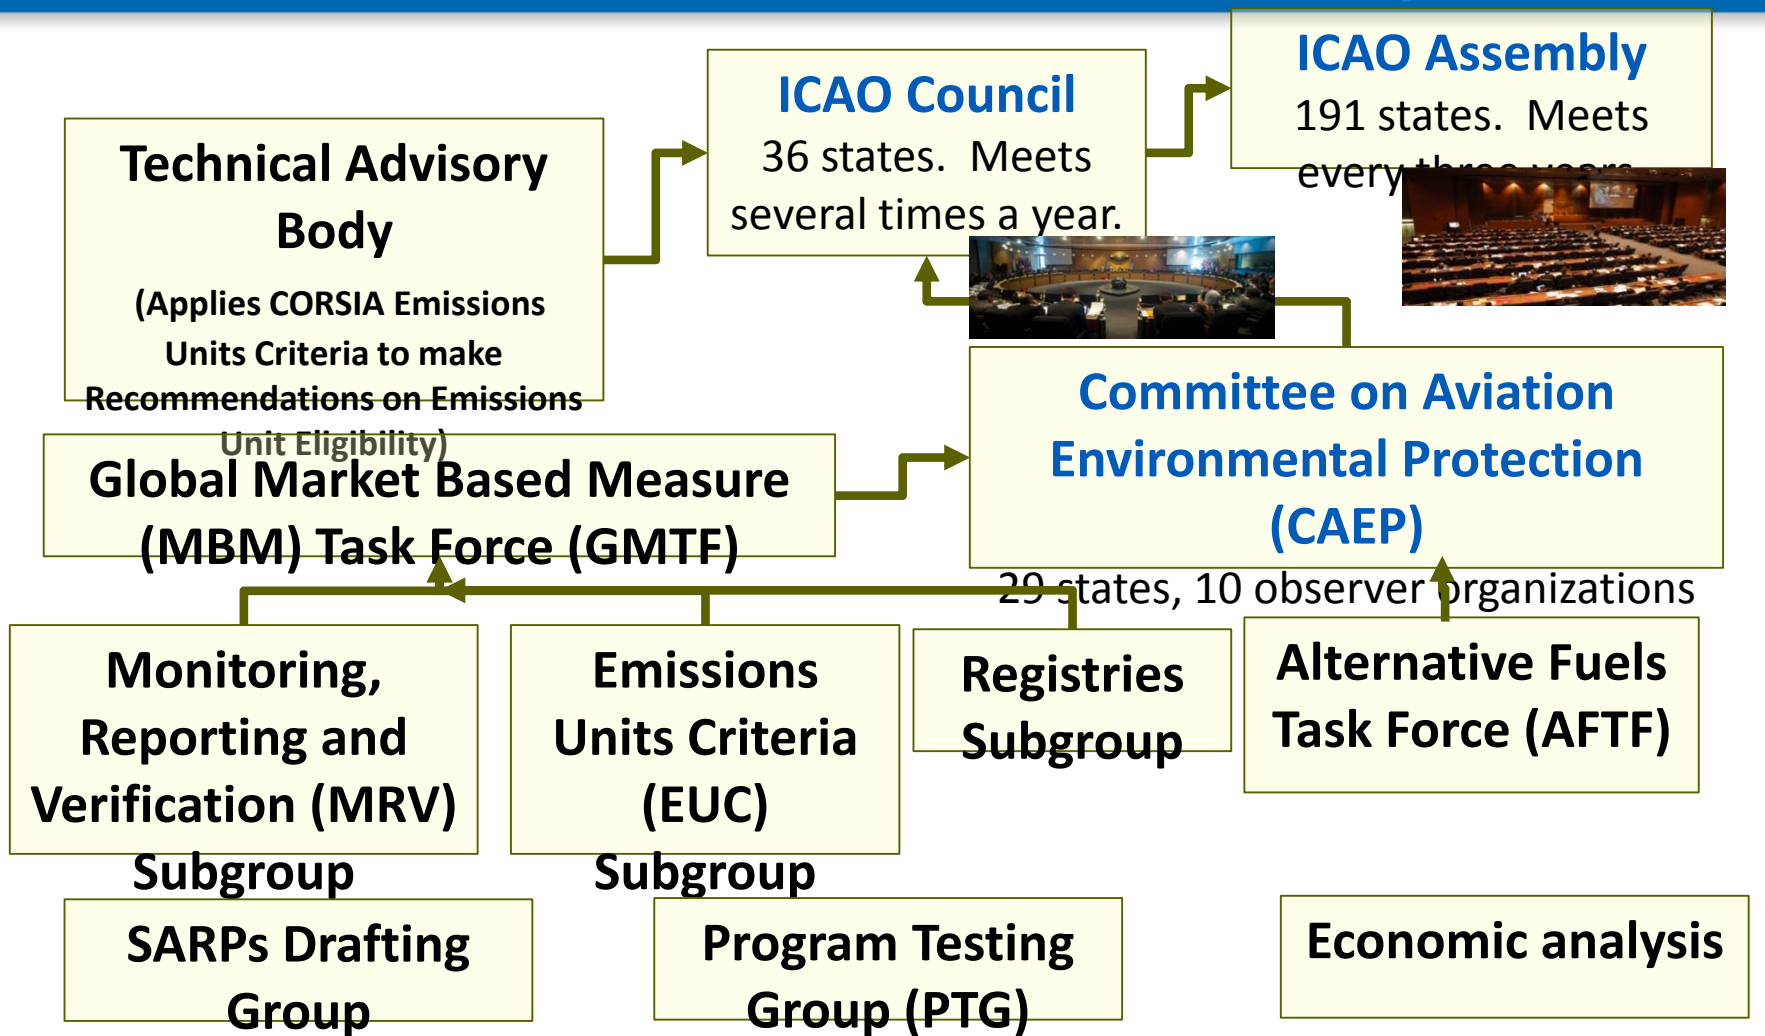 ICAO Assembly
191 states.  Meets
every three years.
ICAO Council
36 states.  Meets
several times a year.
Technical Advisory
Body
(Applies CORSIA Emissions
Units Criteria to make
Recommendations on Emissions
Unit Eligibility)
Committee on Aviation
Environmental Protection
(CAEP)
29 states, 10 observer organizations
Global Market Based Measure
(MBM) Task Force (GMTF)
Monitoring,
Reporting and
Verification (MRV)
Subgroup
Emissions
Units Criteria
(EUC)
Subgroup
Registries
Subgroup
Alternative Fuels
Task Force (AFTF)
SARPs Drafting
Group
Program Testing
Group (PTG)
Economic analysis